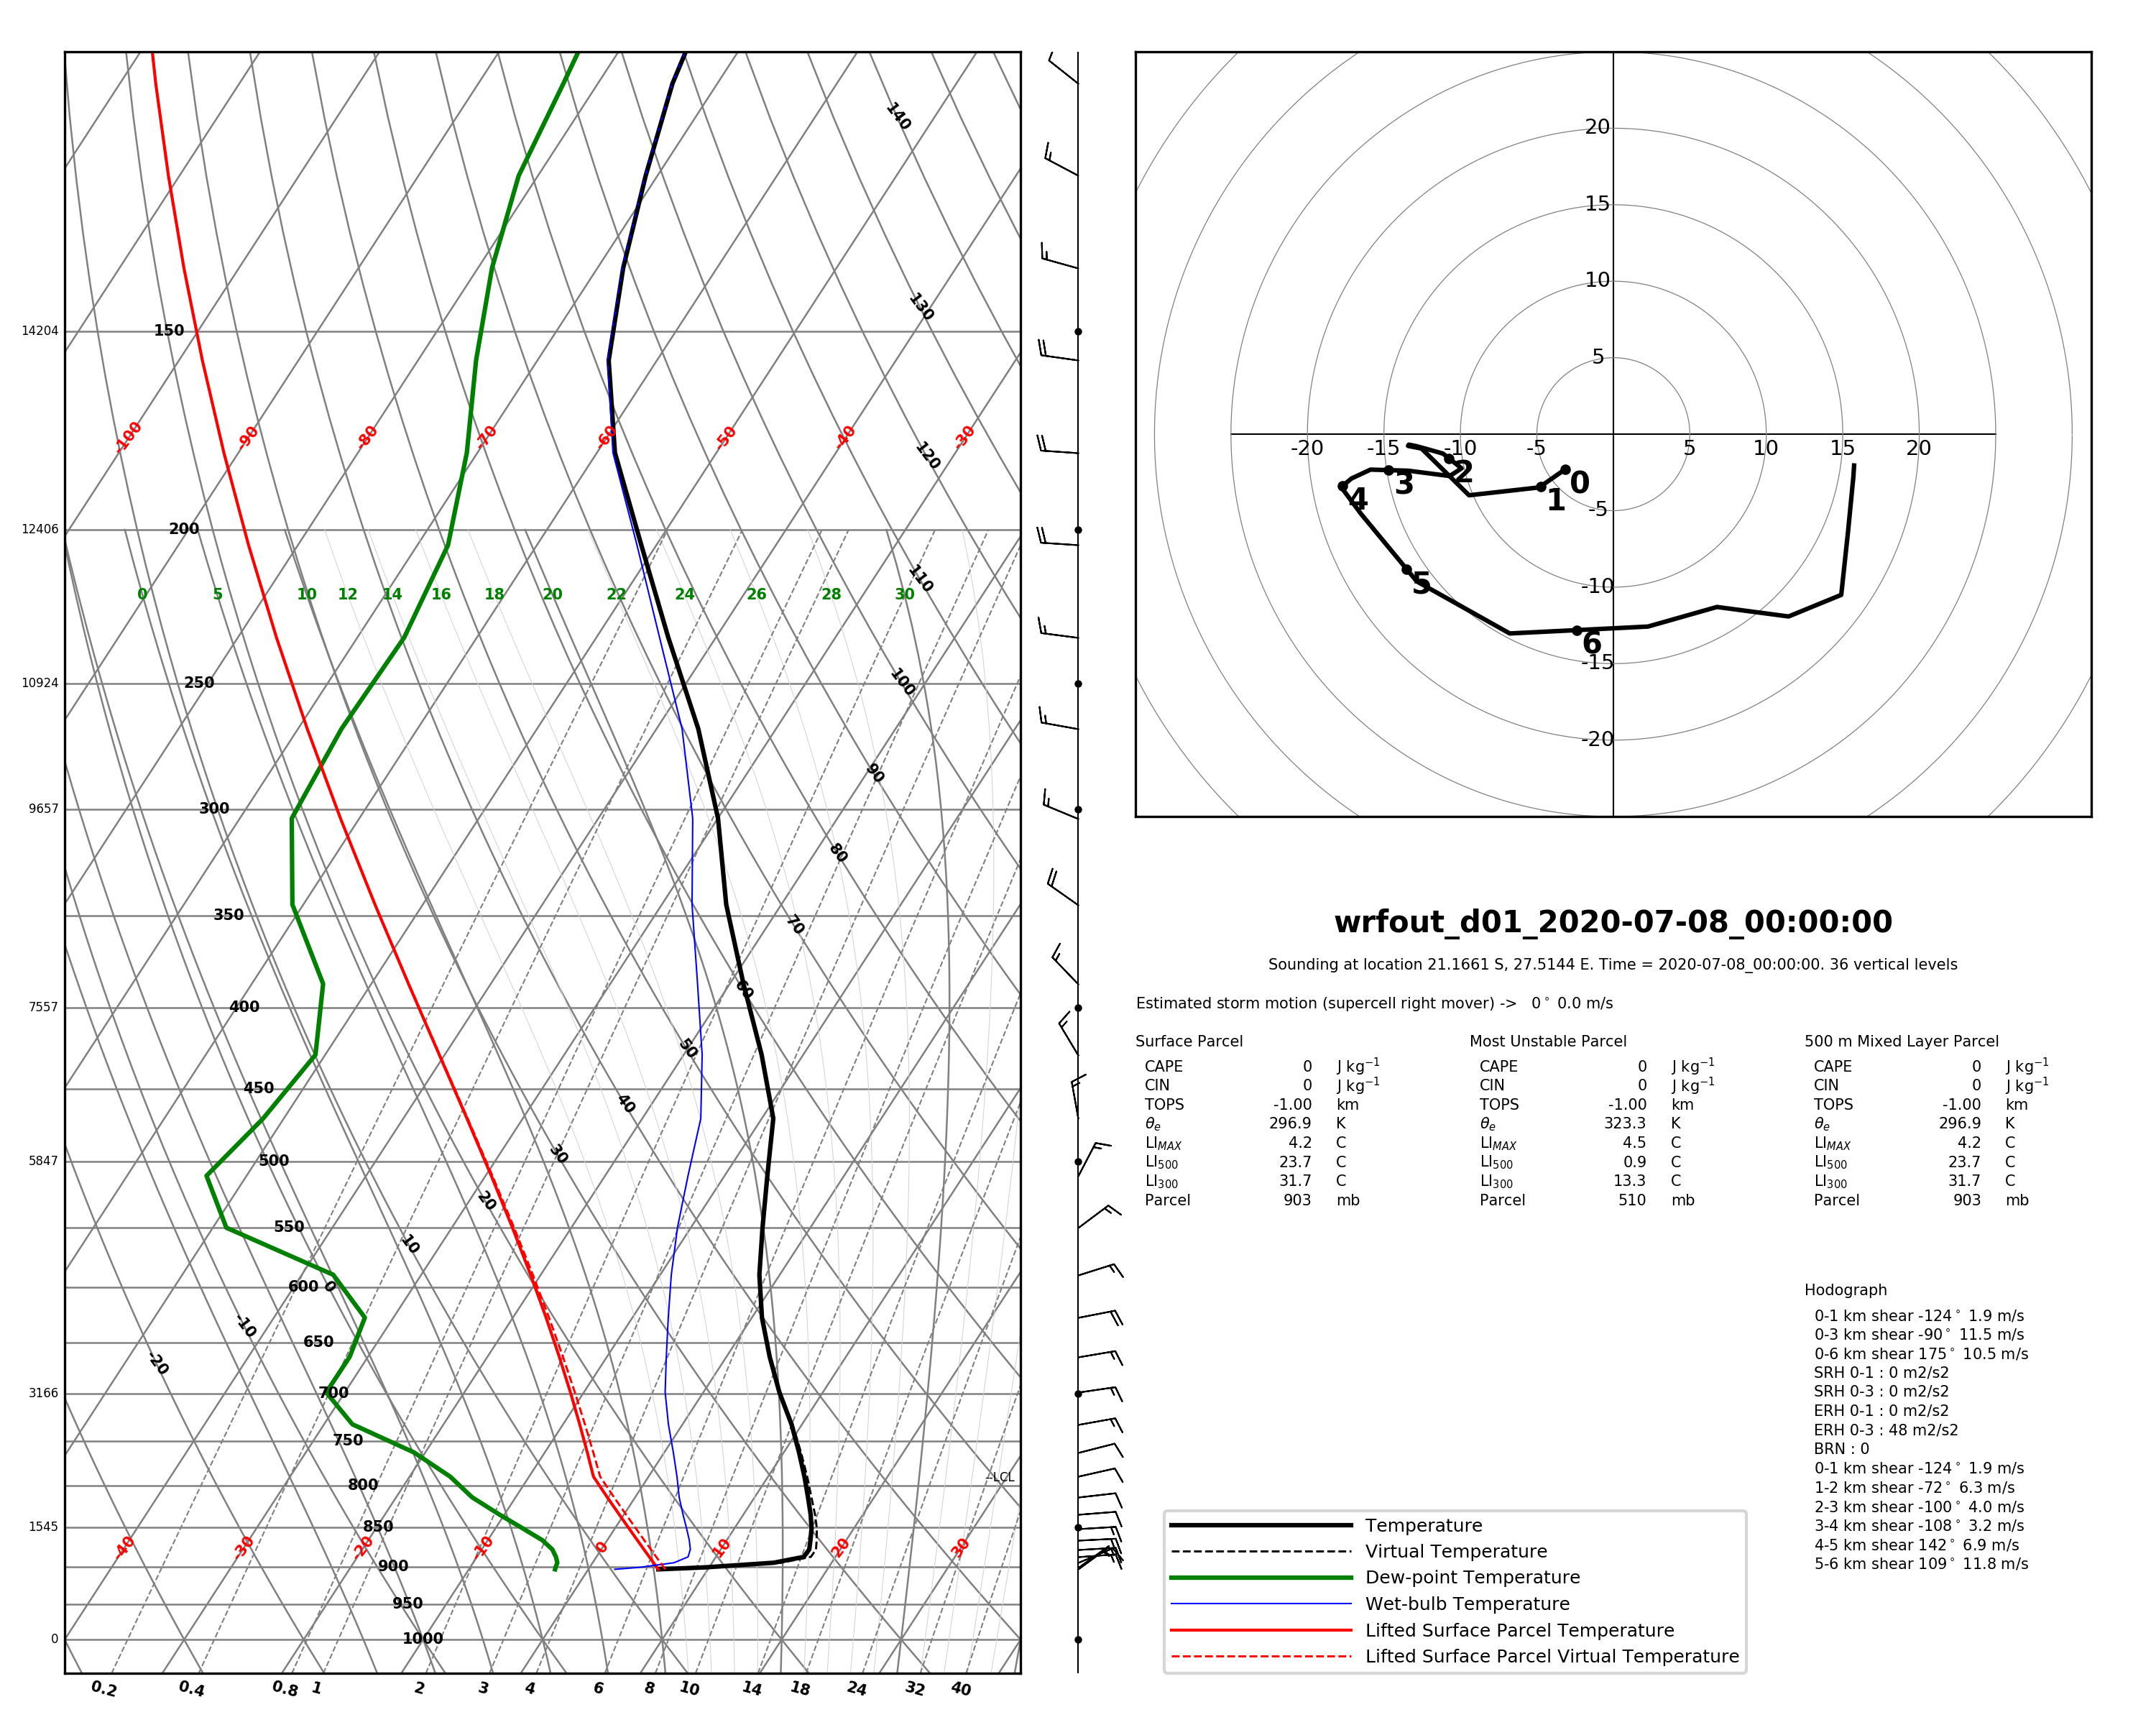 140
130
120
110
100
90
80
70
60
50
40
30
20
10
0
-10
-20
14204 150
-100 -90 -80 -70 -60 -50 -40 -30
12406 200
0 5 10 12 14 16 18 20 22 24 26 28 30
10924 250
9657 300
350
7557 400
450
5847 500
550
600
650
3166 700
750
800 LCL
1545 850
-40 -30 -20 -10 0 10 20 30
900
950
0 1000
0.2 0.4 0.8 1 2 3 4 6 8 10 14 18 24 32 40
20
15
10
5
-20 -15 -10 -5 5 10 15 20
-5
-10
-15
-20
0
1
2
3
4
5
6
wrfout_d01_2020-07-08_00:00:00
Sounding at location 21.1661 S, 27.5144 E. Time = 2020-07-08_00:00:00. 36 vertical levels
Estimated storm motion (supercell right mover) -> 0° 0.0 m/s
Surface Parcel
CAPE 0 J kg⁻¹
CIN 0 J kg⁻¹
TOPS -1.00 km
θe 296.9 K
LI MAX 4.2 C
LI500 23.7 C
LI300 31.7 C
Parcel 903 mb
Most Unstable Parcel
CAPE 0 J kg⁻¹
CIN 0 J kg⁻¹
TOPS -1.00 km
θe 323.3 K
LI MAX 4.5 C
LI500 0.9 C
LI300 13.3 C
Parcel 510 mb
500 m Mixed Layer Parcel
CAPE 0 J kg⁻¹
CIN 0 J kg⁻¹
TOPS -1.00 km
θe 296.9 K
LI MAX 4.2 C
LI500 23.7 C
LI300 31.7 C
Parcel 903 mb
Hodograph
0-1 km shear -124° 1.9 m/s
0-3 km shear -90° 11.5 m/s
0-6 km shear 175° 10.5 m/s
SRH 0-1 : 0 m2/s2
SRH 0-3 : 0 m2/s2
ERH 0-1 : 0 m2/s2
ERH 0-3 : 48 m2/s2
BRN : 0
0-1 km shear -124° 1.9 m/s
1-2 km shear -72° 6.3 m/s
2-3 km shear -100° 4.0 m/s
3-4 km shear -108° 3.2 m/s
4-5 km shear 142° 6.9 m/s
5-6 km shear 109° 11.8 m/s
Temperature
Virtual Temperature
Dew-point Temperature
Wet-bulb Temperature
Lifted Surface Parcel Temperature
Lifted Surface Parcel Virtual Temperature